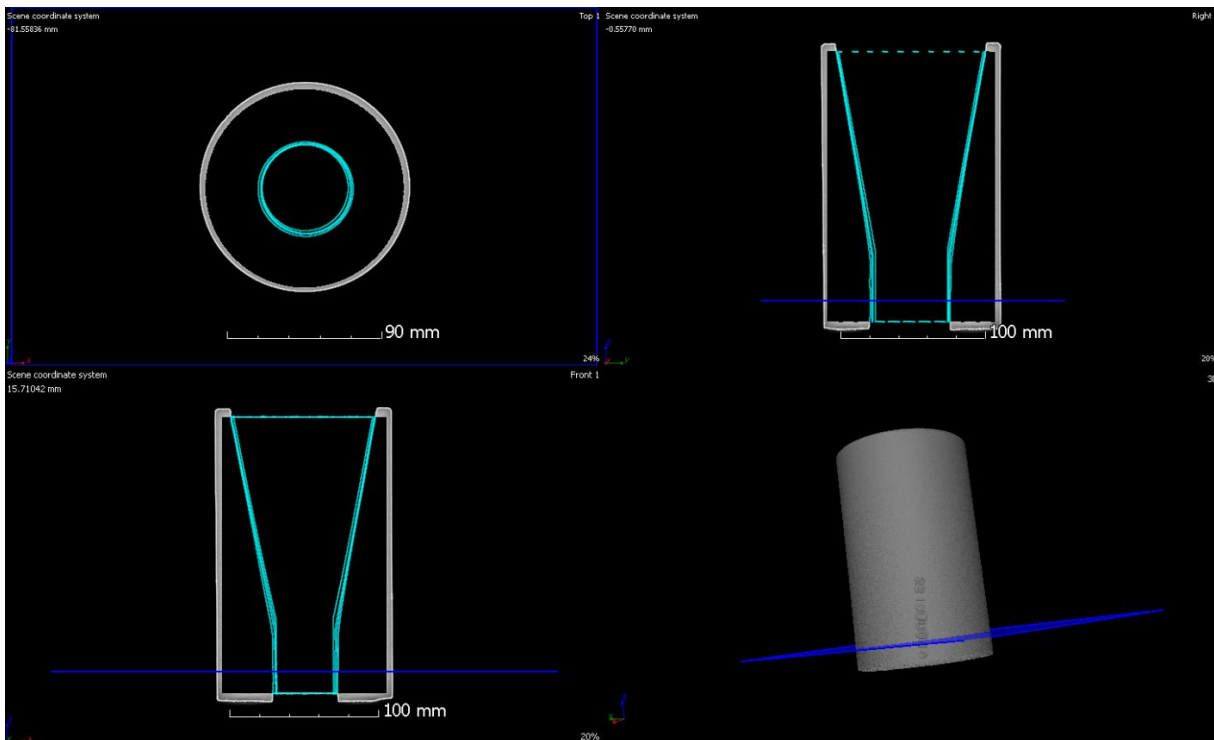 Scene coordinate system
Top 1
-81.55836 mm
90 mm
24%
Scene coordinate system
Right
-0.55770 mm
100 mm
20%
Scene coordinate system
Front 1
15.71042 mm
100 mm
20%